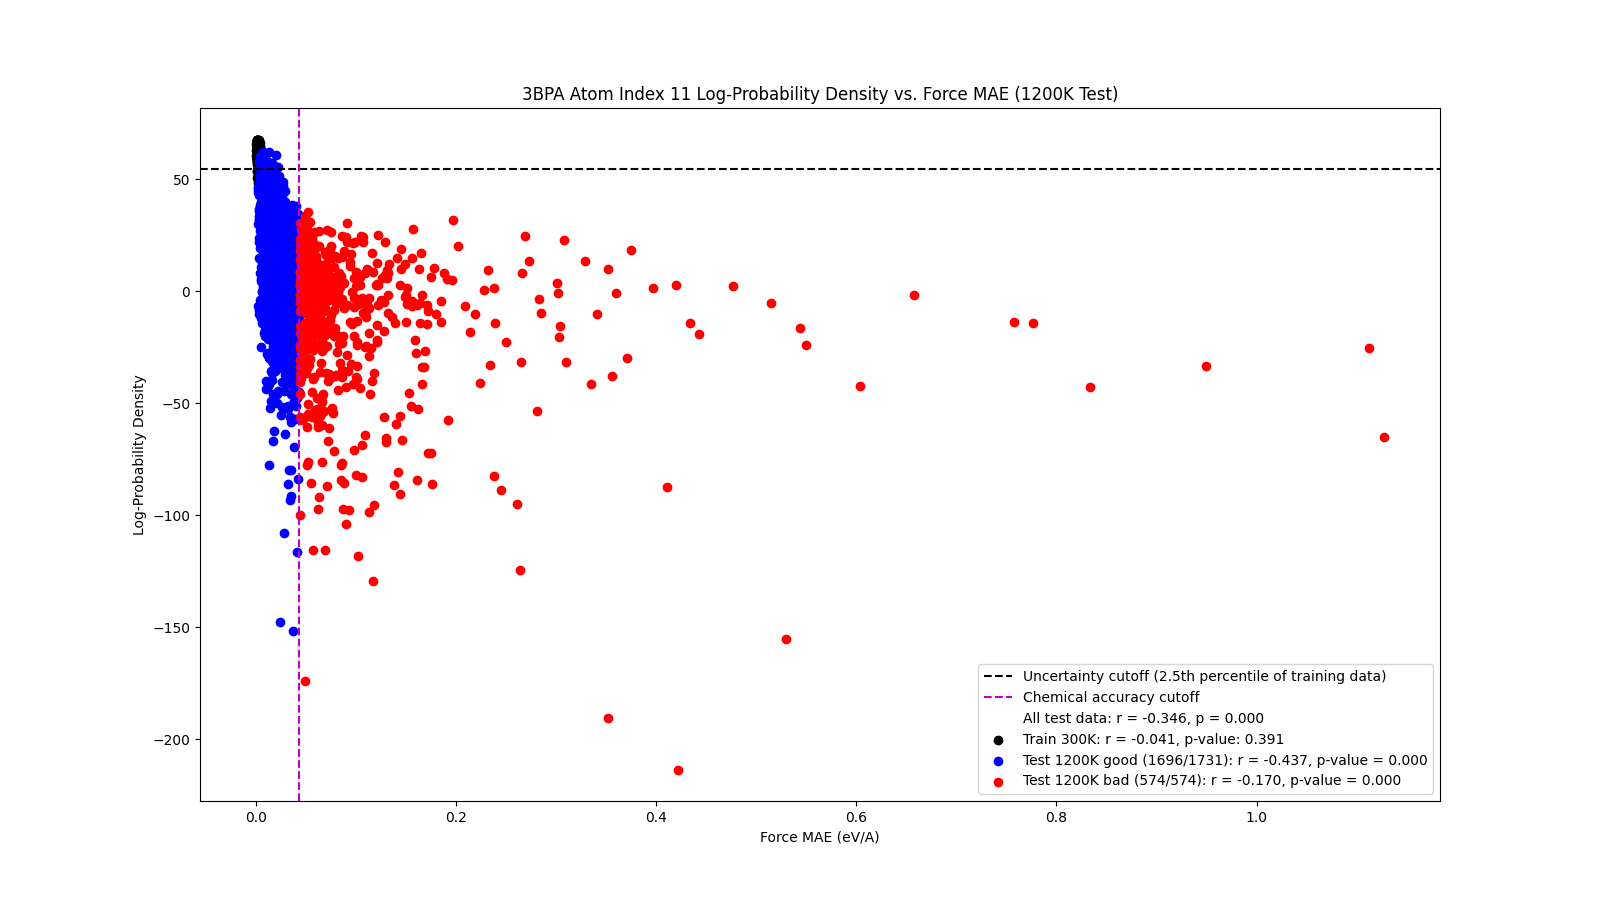 3BPA Atom Index 11 Log-Probability Density vs. Force MAE (1200K Test)
Log-Probability Density
50
0
−50
−100
−150
−200
Uncertainty cutoff (2.5th percentile of training data)
Chemical accuracy cutoff
All test data: r = -0.346, p = 0.000
Train 300K: r = -0.041, p-value: 0.391
Test 1200K good (1696/1731): r = -0.437, p-value = 0.000
Test 1200K bad (574/574): r = -0.170, p-value = 0.000
0.0 0.2 0.4 0.6 0.8 1.0
Force MAE (eV/A)